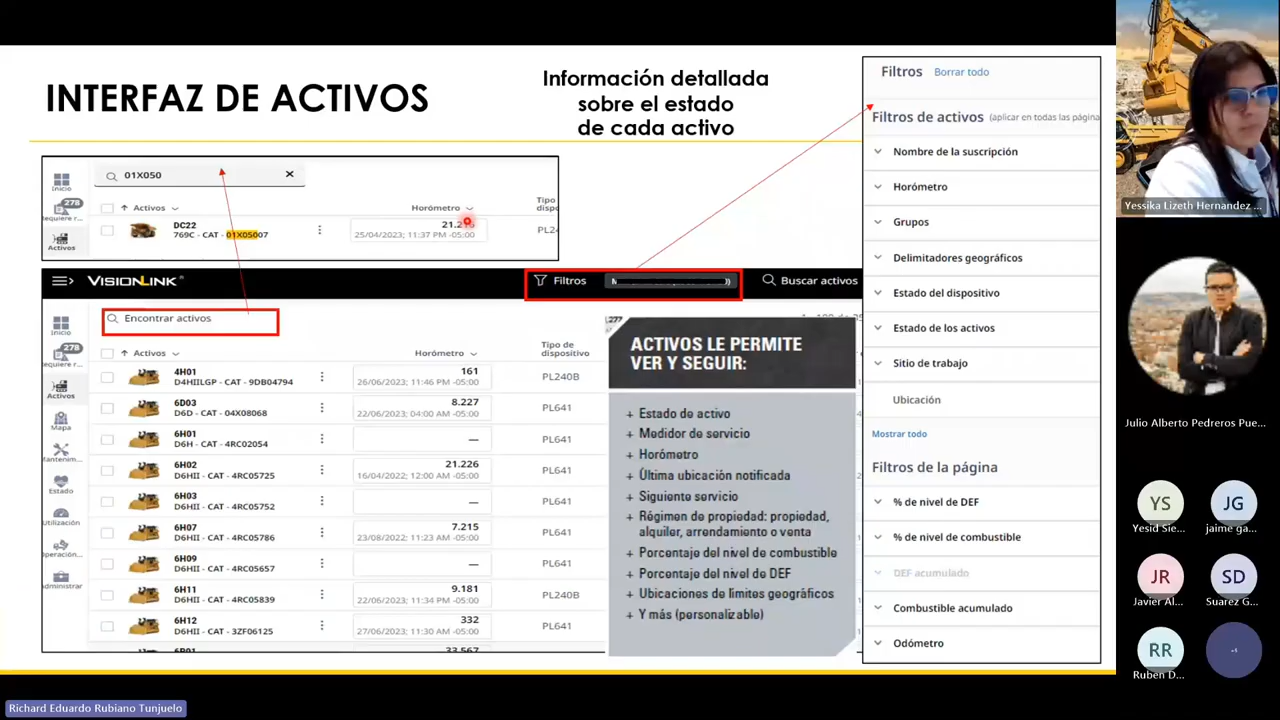 INTERFAZ DE ACTIVOS
Información detallada
sobre el estado
de cada activo
Inicio
278
Activos
01X050
Activos
Horómetro
Tipo
dispo
DC22
769C - CAT - 01X05007
25/04/2023; 11:37 PM -05:00
PL24
VISIONLINK
Filtros
Buscar activos
Encontrar activos
Inicio
278
Requiere r...
Activos
Mapa
Mantenim...
Estado
Utilización
Operación...
Administrar
Activos
Horómetro
Tipo de
dispositivo
4H01
161
D4HIILGP - CAT - 9DB04794
26/06/2023; 11:46 PM -05:00
PL240B
6D03
8.227
D6D - CAT - 04X08068
22/06/2023; 04:00 AM -05:00
PL641
6H01
D6H - CAT - 4RC02054
—
PL641
6H02
21.226
D6HII - CAT - 4RC05725
16/04/2022; 12:00 AM -05:00
PL641
6H03
D6HII - CAT - 4RC05752
—
PL641
6H07
7.215
D6HII - CAT - 4RC05786
23/08/2022; 11:23 AM -05:00
PL641
6H09
D6HII - CAT - 4RC05657
—
PL641
6H11
9.181
D6HII - CAT - 4RC05839
22/06/2023; 11:34 PM -05:00
PL240B
6H12
332
D6HII - CAT - 3ZF06125
27/06/2023; 11:30 AM -05:00
PL641
277
ACTIVOS LE PERMITE
VER Y SEGUIR:
+ Estado de activo
+ Medidor de servicio
+ Horómetro
+ Última ubicación notificada
+ Siguiente servicio
+ Régimen de propiedad: propiedad,
alquiler, arrendamiento o venta
+ Porcentaje del nivel de combustible
+ Porcentaje del nivel de DEF
+ Ubicaciones de límites geográficos
+ Y más (personalizable)
Filtros
Borrar todo
Filtros de activos (aplicar en todas las página
Nombre de la suscripción
Horómetro
Grupos
Delimitadores geográficos
Estado del dispositivo
Estado de los activos
Sitio de trabajo
Ubicación
Mostrar todo
Filtros de la página
% de nivel de DEF
% de nivel de combustible
DEF acumulado
Combustible acumulado
Odómetro
Yessika Lizeth Hernandez ...
Julio Alberto Pedreros Pue...
YS
Yesid Sie...
JG
jaime ga...
JR
Javier Al...
SD
Suarez G...
RR
Ruben D...
Richard Eduardo Rubiano Tunjuelo